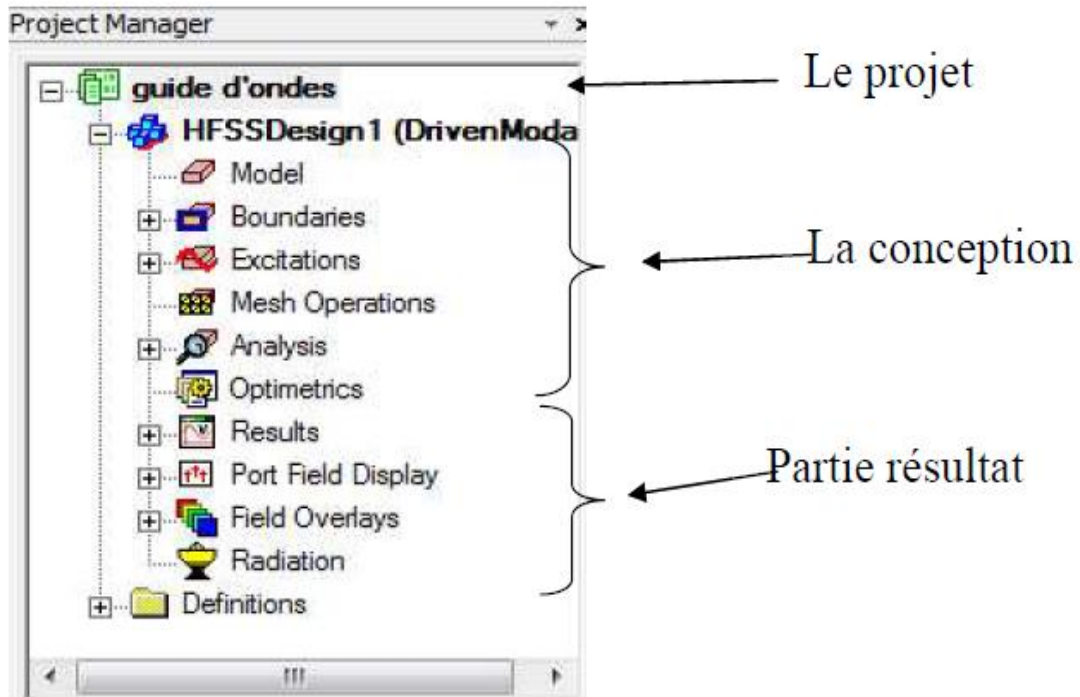 Project Manager
guide d'ondes
HFSSDesign1 (DrivenModa
Model
Boundaries
Excitations
Mesh Operations
Analysis
Optimetrics
Results
Port Field Display
Field Overlays
Radiation
Definitions
Le projet
La conception
Partie résultat